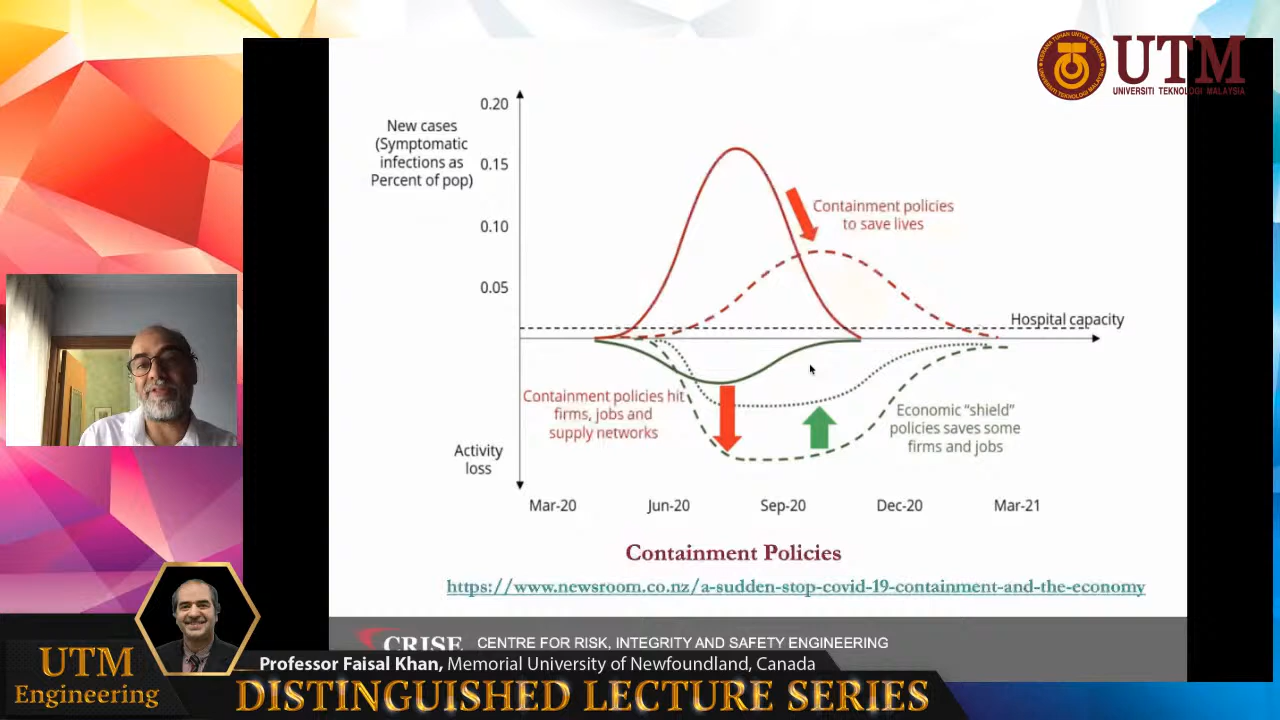 UTM
UNIVERSITI TEKNOLOGI MALAYSIA
0.20
New cases
(Symptomatic
infections as
Percent of pop)
0.15
0.10
0.05
Containment policies
to save lives
Hospital capacity
Containment policies hit
firms, jobs and
supply networks
Economic “shield”
policies saves some
firms and jobs
Activity
loss
Mar-20
Jun-20
Sep-20
Dec-20
Mar-21
Containment Policies
https://www.newsroom.co.nz/a-sudden-stop-covid-19-containment-and-the-economy
CRISE
CENTRE FOR RISK, INTEGRITY AND SAFETY ENGINEERING
Professor Faisal Khan, Memorial University of Newfoundland, Canada
UTM
Engineering
DISTINGUISHED LECTURE SERIES